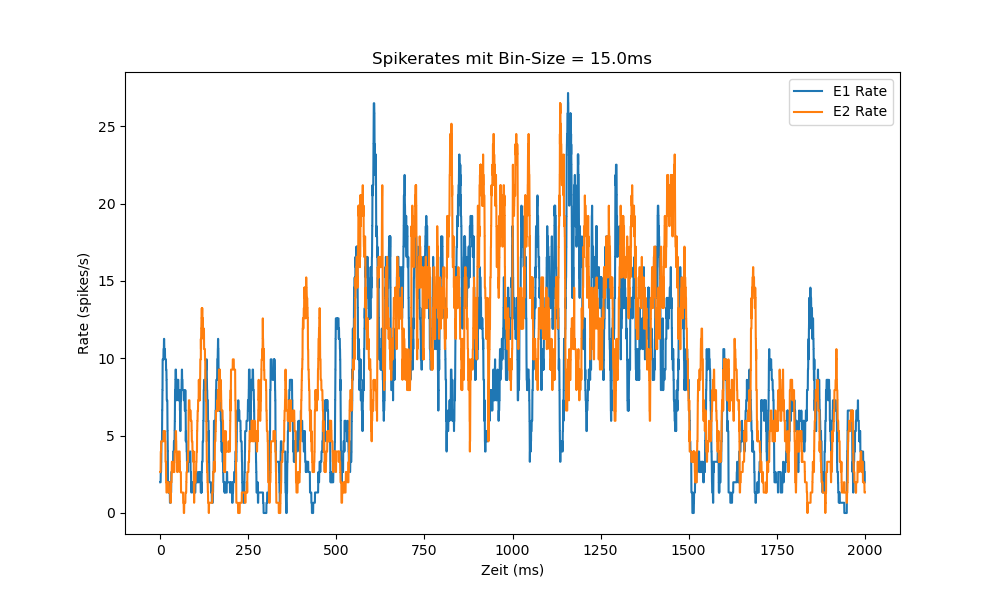 Spikerates mit Bin-Size = 15.0ms
E1 Rate
E2 Rate
25
20
15
10
5
0
Rate (spikes/s)
0 250 500 750 1000 1250 1500 1750 2000
Zeit (ms)